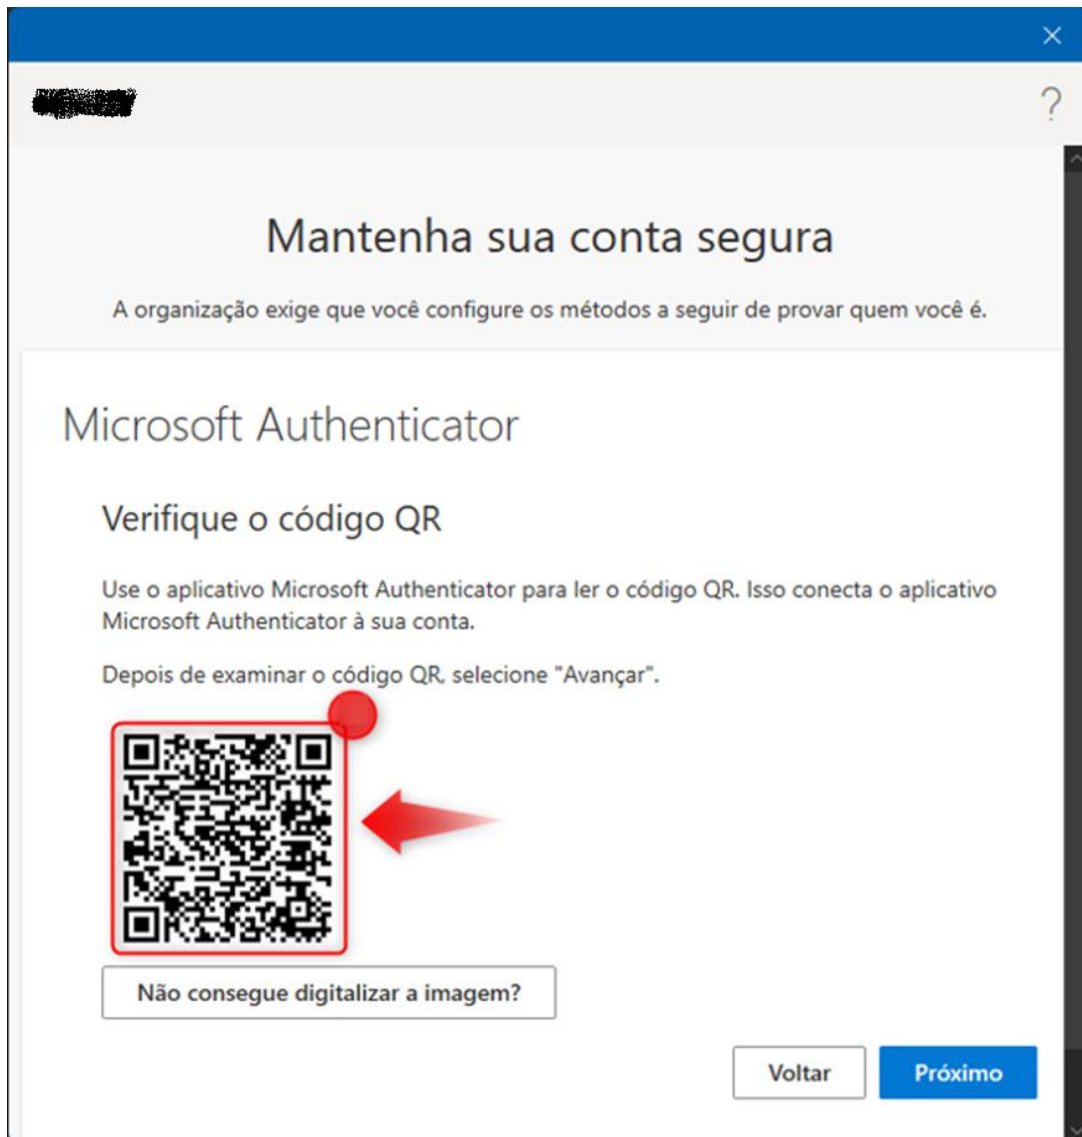 ?
Mantenha sua conta segura
A organização exige que você configure os métodos a seguir de provar quem você é.
Microsoft Authenticator
Verifique o código QR
Use o aplicativo Microsoft Authenticator para ler o código QR. Isso conecta o aplicativo
Microsoft Authenticator à sua conta.
Depois de examinar o código QR, selecione "Avançar".
Não consegue digitalizar a imagem?
Voltar
Próximo